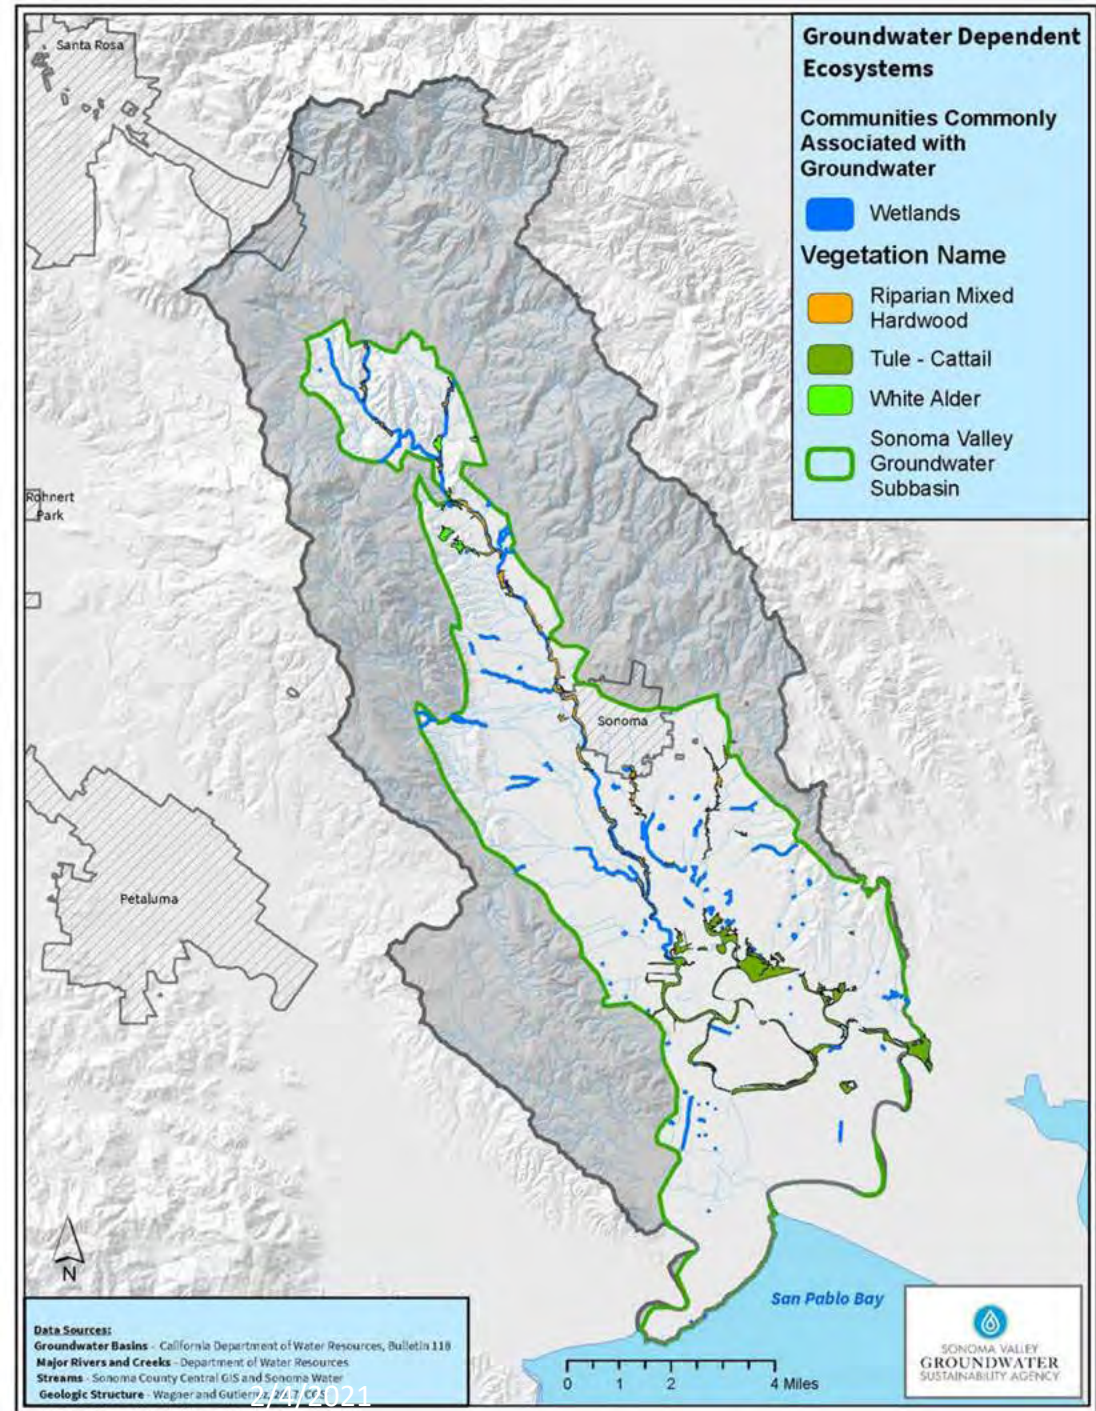 Santa Rosa
Groundwater Dependent
Ecosystems
Communities Commonly
Associated with
Groundwater
Wetlands
Vegetation Name
Riparian Mixed
Hardwood
Tule - Cattail
White Alder
Sonoma Valley
Groundwater
Subbasin
Rohnert
Park
Sonoma
Petaluma
N
San Pablo Bay
Data Sources:
Groundwater Basins - California Department of Water Resources, Bulletin 118
Major Rivers and Creeks - Department of Water Resources
Streams - Sonoma County Central GIS and Sonoma Water
Geologic Structure - Wagner and
2/4/2021
0 1 2 4 Miles
SONOMA VALLEY
GROUNDWATER
SUSTAINABILITY AGENCY